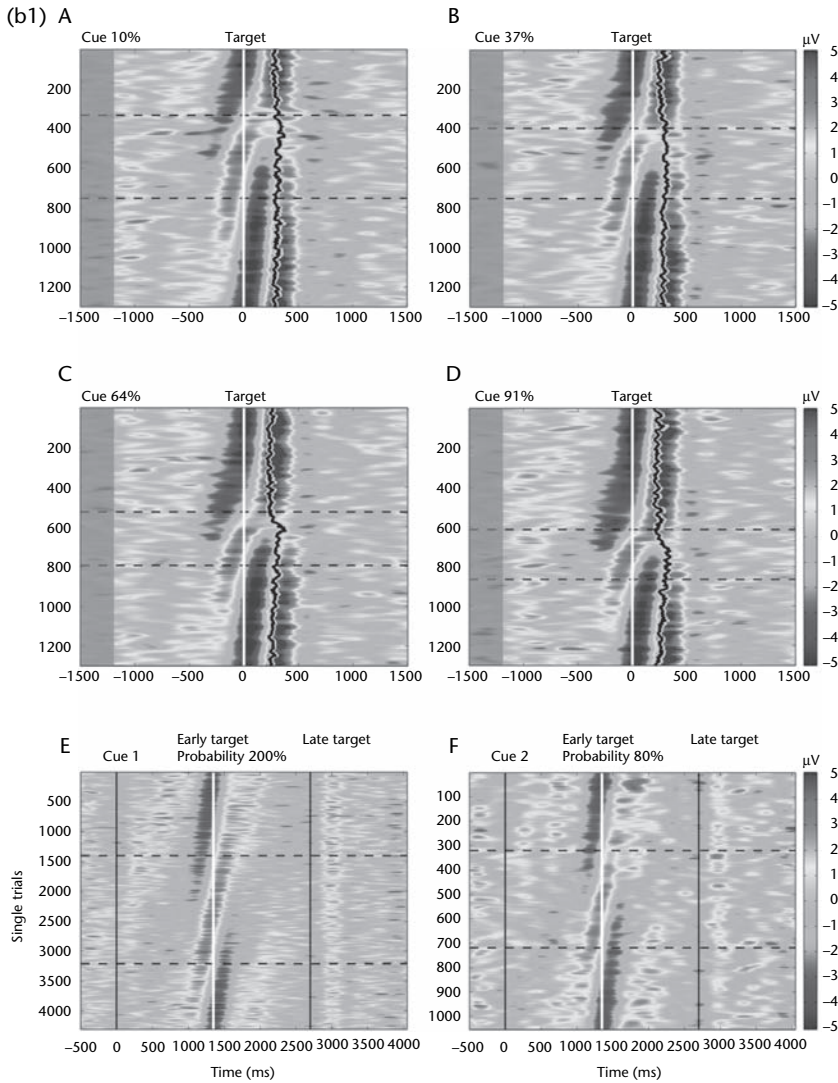 (b1) A B
Cue 10% Target Cue 37% Target µV
200 400 600 800 1000 1200
−1500 −1000 −500 0 500 1000 1500
200 400 600 800 1000 1200
−1500 −1000 −500 0 500 1000 1500
5 4 3 2 1 0 −1 −2 −3 −4 −5
C D
Cue 64% Target Cue 91% Target µV
200 400 600 800 1000 1200
−1500 −1000 −500 0 500 1000 1500
200 400 600 800 1000 1200
−1500 −1000 −500 0 500 1000 1500
5 4 3 2 1 0 −1 −2 −3 −4 −5
E
Cue 1
Early target
Probability 200%
Late target
Single trials
500 1000 1500 2000 2500 3000 3500 4000
−500 0 500 1000 1500 2000 2500 3000 3500 4000
Time (ms)
F
Cue 2
Early target
Probability 80%
Late target
µV
100 200 300 400 500 600 700 800 900 1000
−500 0 500 1000 1500 2000 2500 3000 3500 4000
Time (ms)
5 4 3 2 1 0 −1 −2 −3 −4 −5